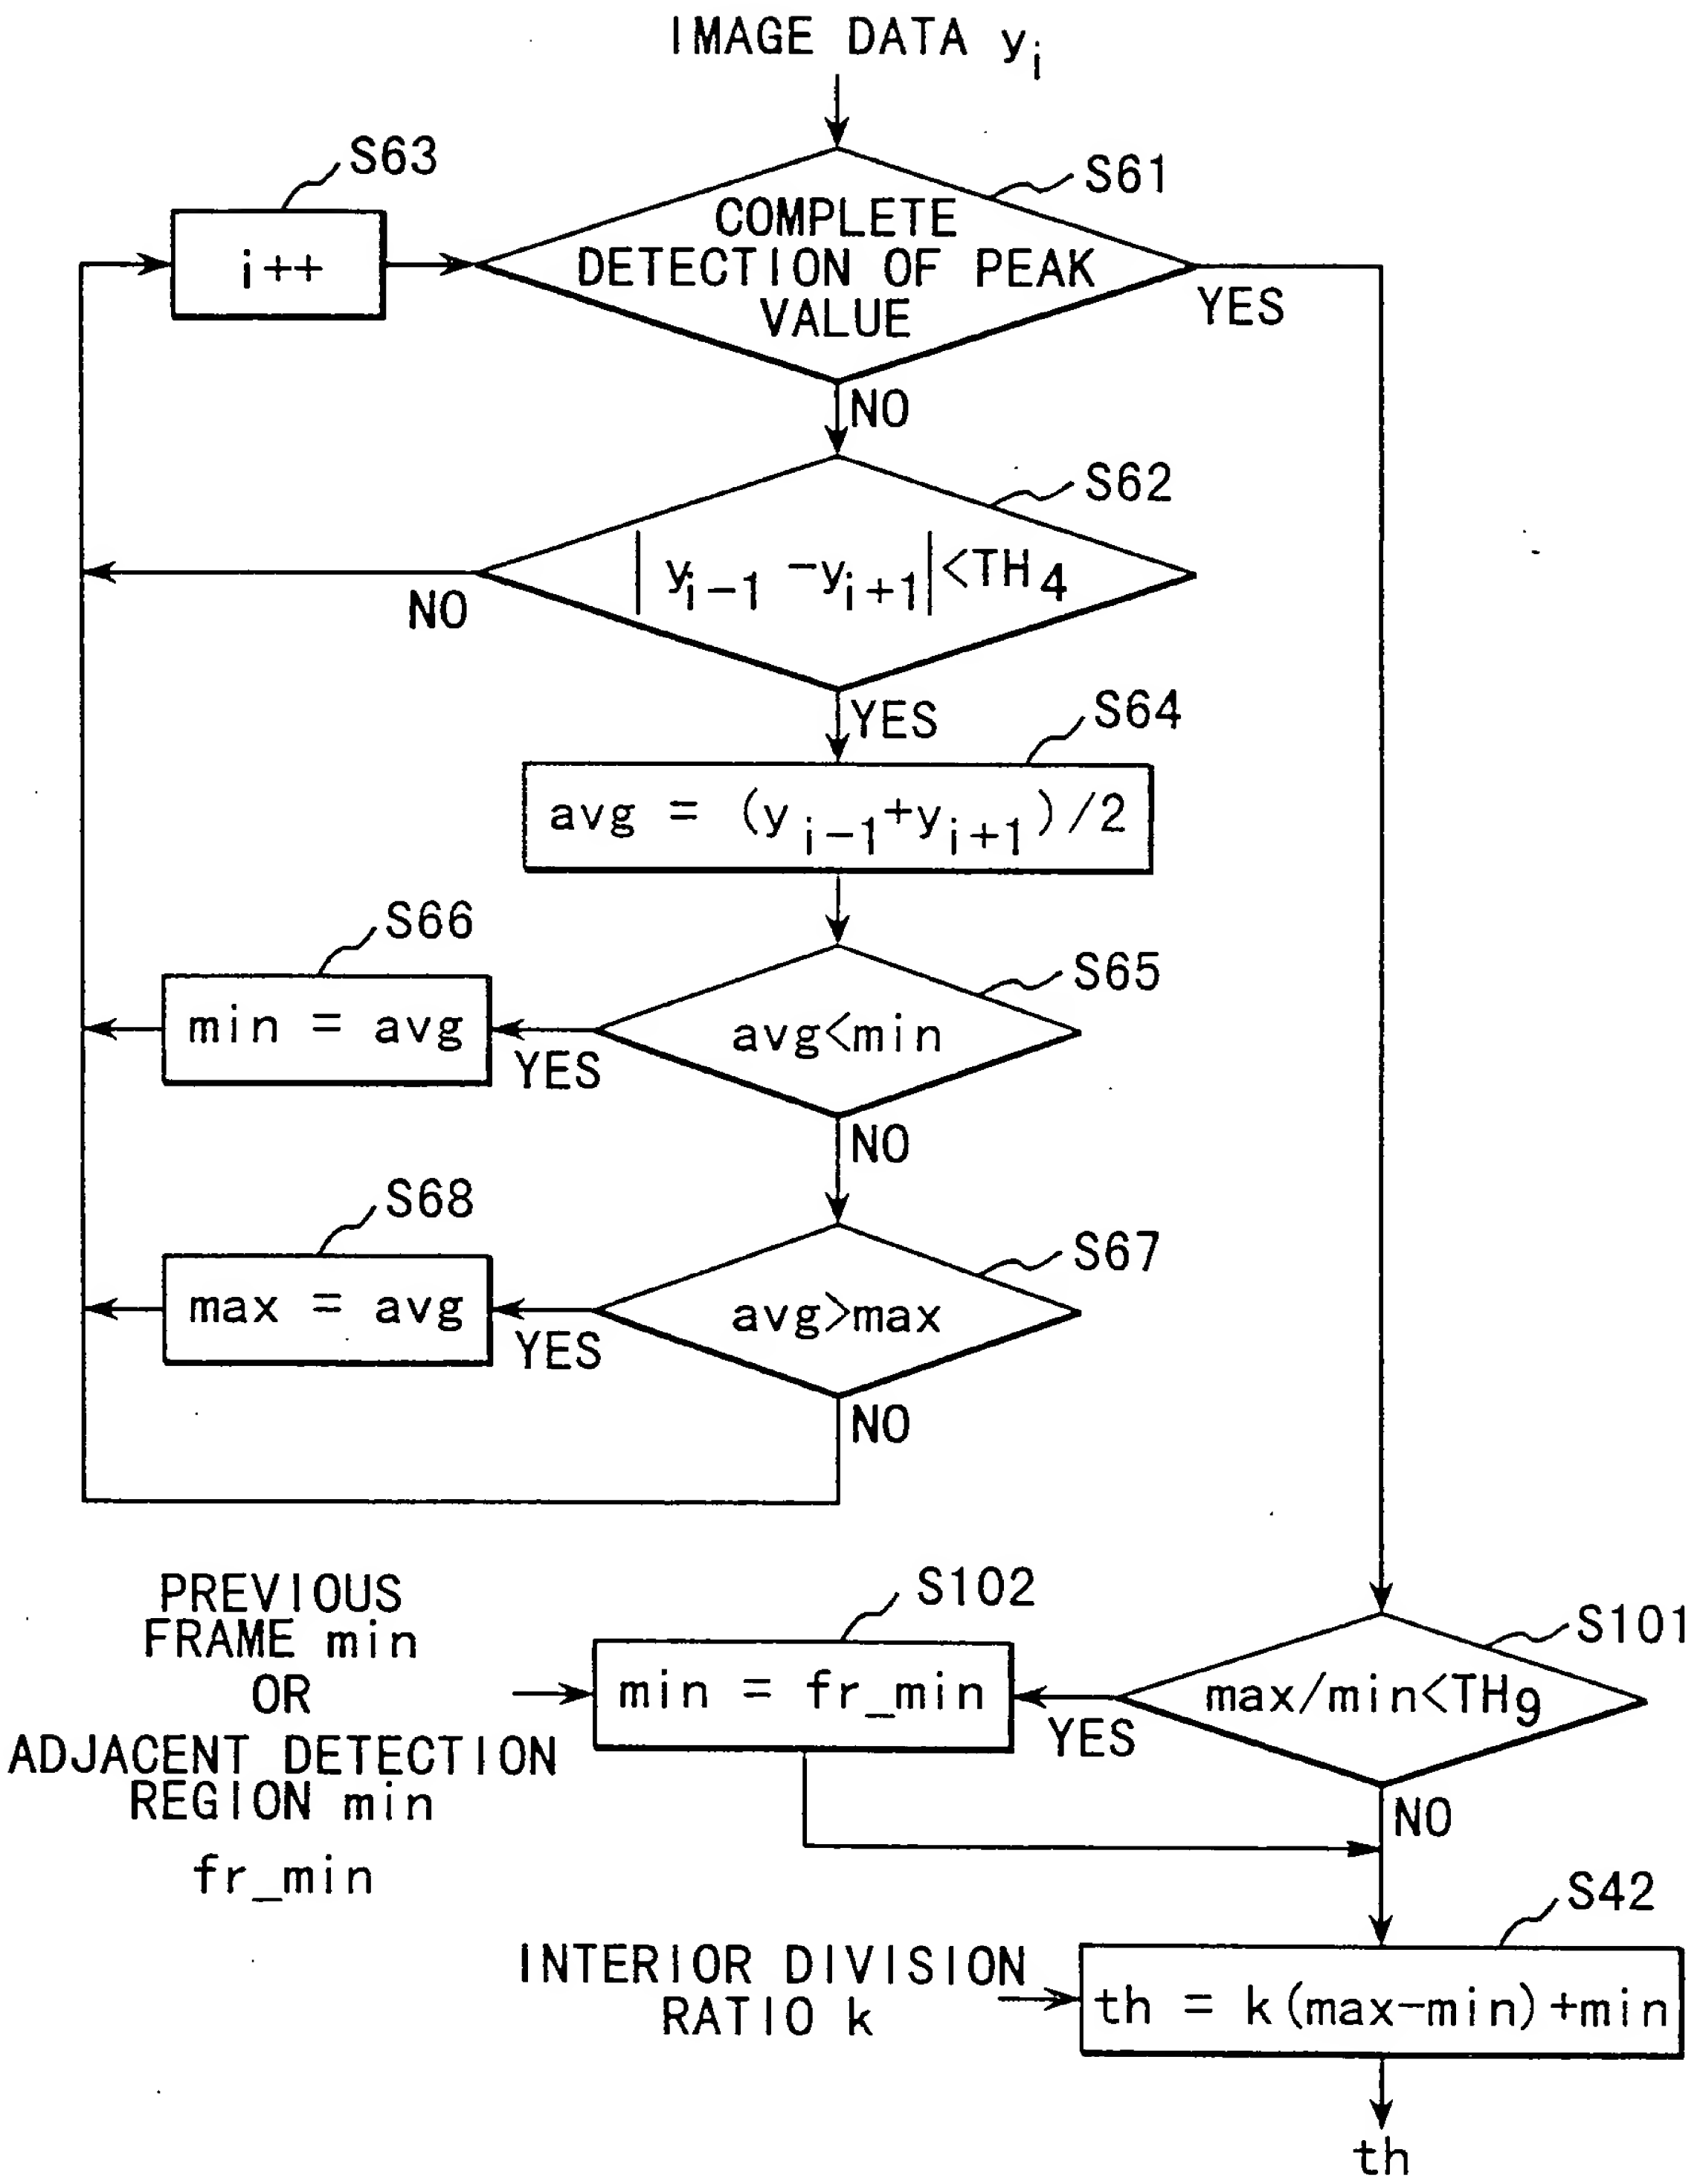 IMAGE DATA yi
S63
S61
i++
COMPLETE
DETECTION OF PEAK
VALUE
YES
NO
S62
|yi-1 -yi+1|<TH4
NO
YES
S64
avg = (yi-1+yi+1)/2
S66
S65
min = avg
YES
avg<min
NO
S68
S67
max = avg
YES
avg>max
NO
PREVIOUS
FRAME min
OR
ADJACENT DETECTION
REGION min
fr_min
S102
S101
min = fr_min
YES
max/min<TH9
NO
S42
INTERIOR DIVISION
RATIO k
th = k(max-min)+min
th